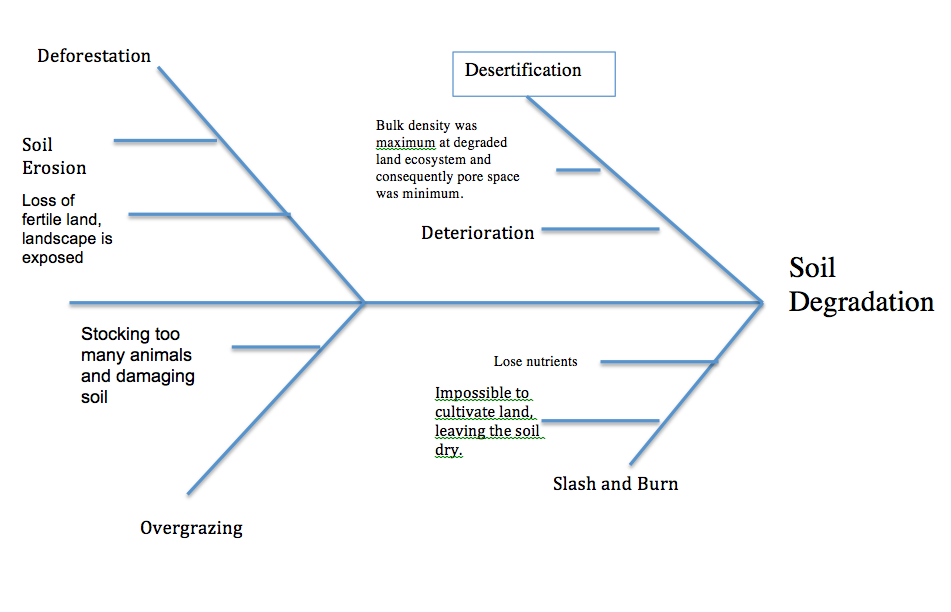 Deforestation
Desertification
Bulk density was
maximum at degraded
land ecosystem and
consequently pore space
was minimum.
Soil
Erosion
Loss of
fertile land,
landscape is
exposed
Deterioration
Soil
Degradation
Stocking too
many animals
and damaging
soil
Lose nutrients
Impossible to
cultivate land,
leaving the soil
dry.
Slash and Burn
Overgrazing